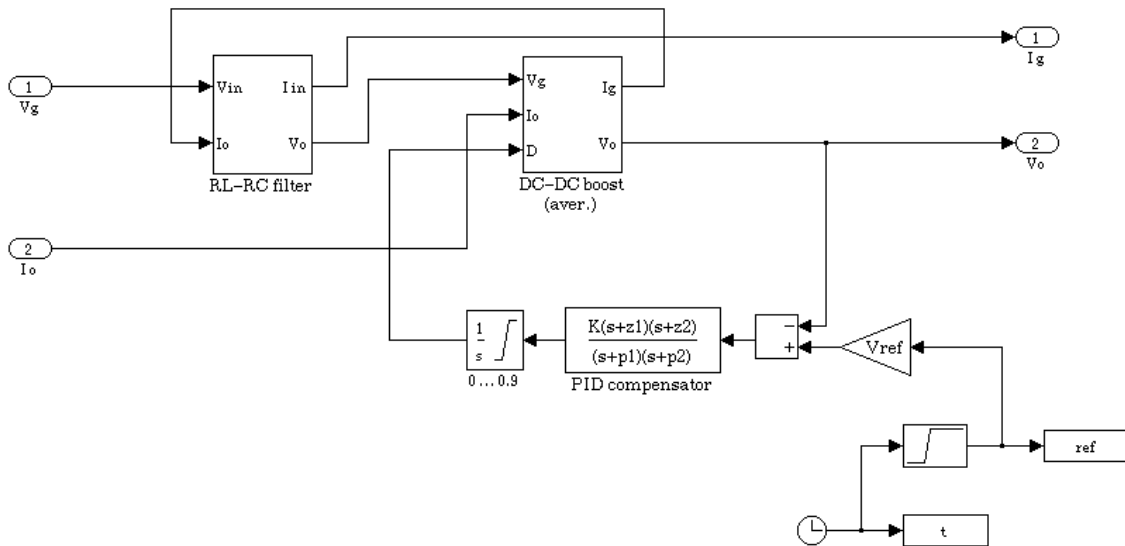 1
Ig
1
Vg
Vin
Iin
Io
Vo
RL–RC filter
Vg
Ig
Io
Vo
D
DC–DC boost
(aver.)
2
Vo
2
Io
1
s
0 ... 0.9
K(s+z1)(s+z2)
(s+p1)(s+p2)
PID compensator
–
+
Vref
ref
t